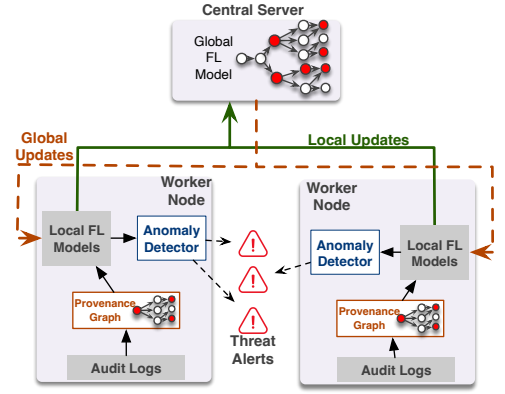 Central Server
Global
FL
Model
Global
Updates
Local Updates
Worker
Node
Local FL
Models
Anomaly
Detector
Provenance
Graph
Audit Logs
Threat
Alerts
Worker
Node
Anomaly
Detector
Local FL
Models
Provenance
Graph
Audit Logs